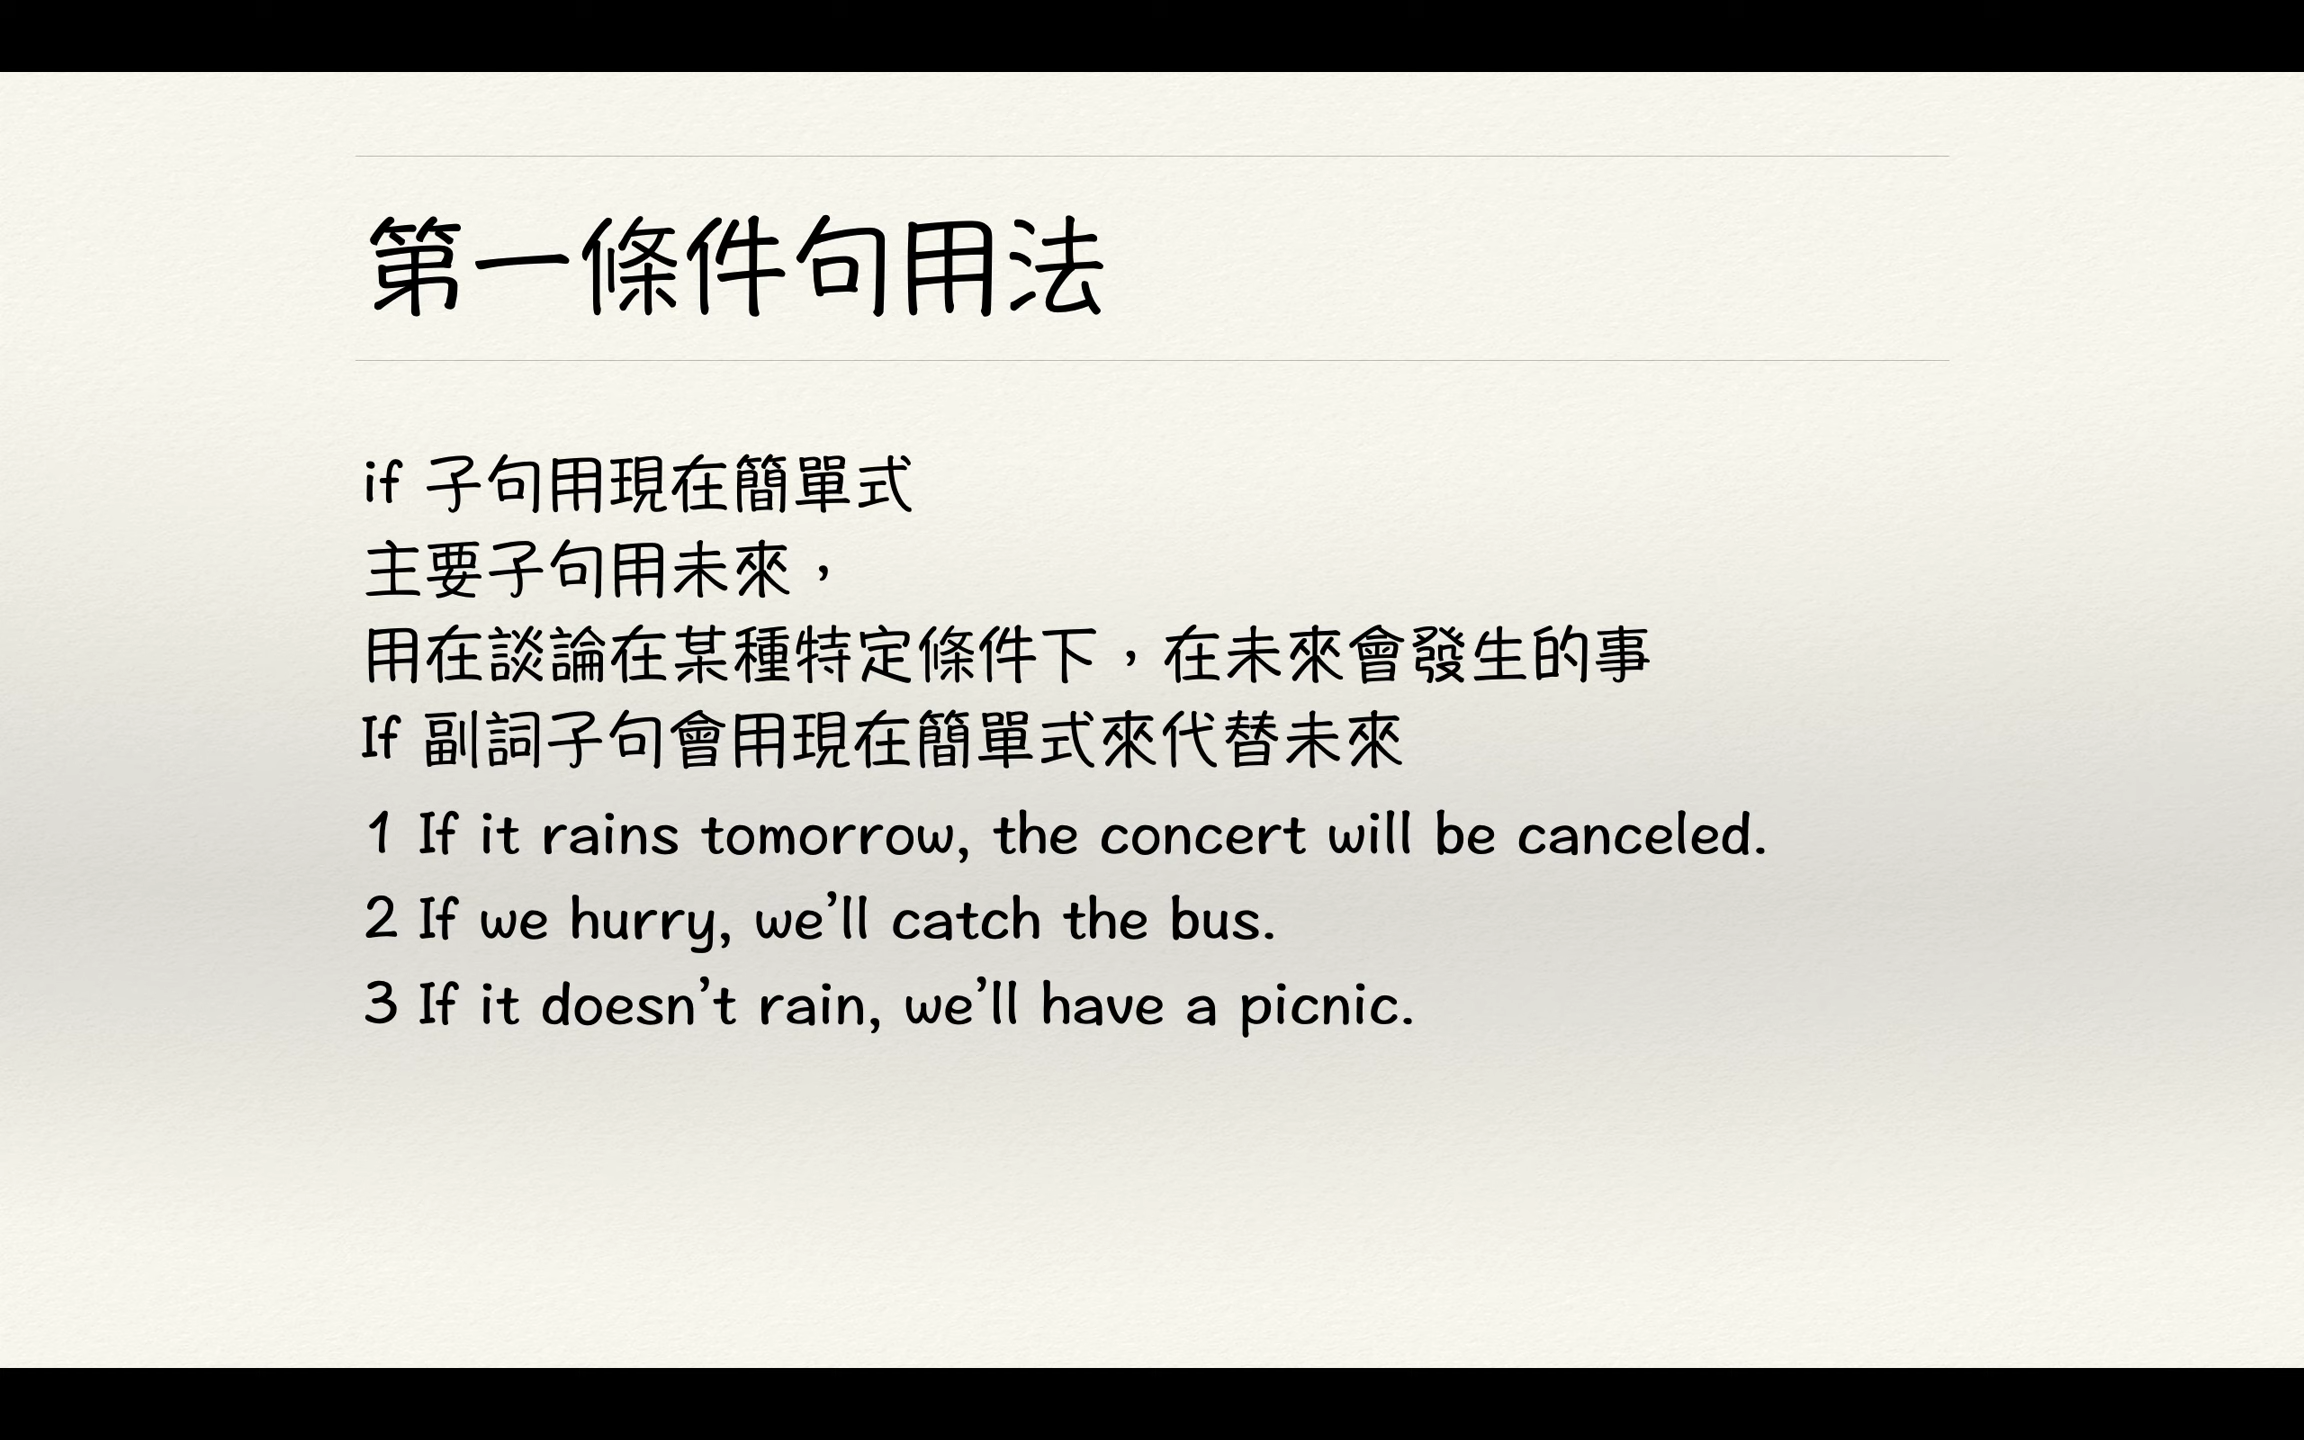 第一條件句用法
if 子句用現在簡單式
主要子句用未來，
用在談論在某種特定條件下，在未來會發生的事
If 副詞子句會用現在簡單式來代替未來
1 If it rains tomorrow, the concert will be canceled.
2 If we hurry, we’ll catch the bus.
3 If it doesn’t rain, we’ll have a picnic.